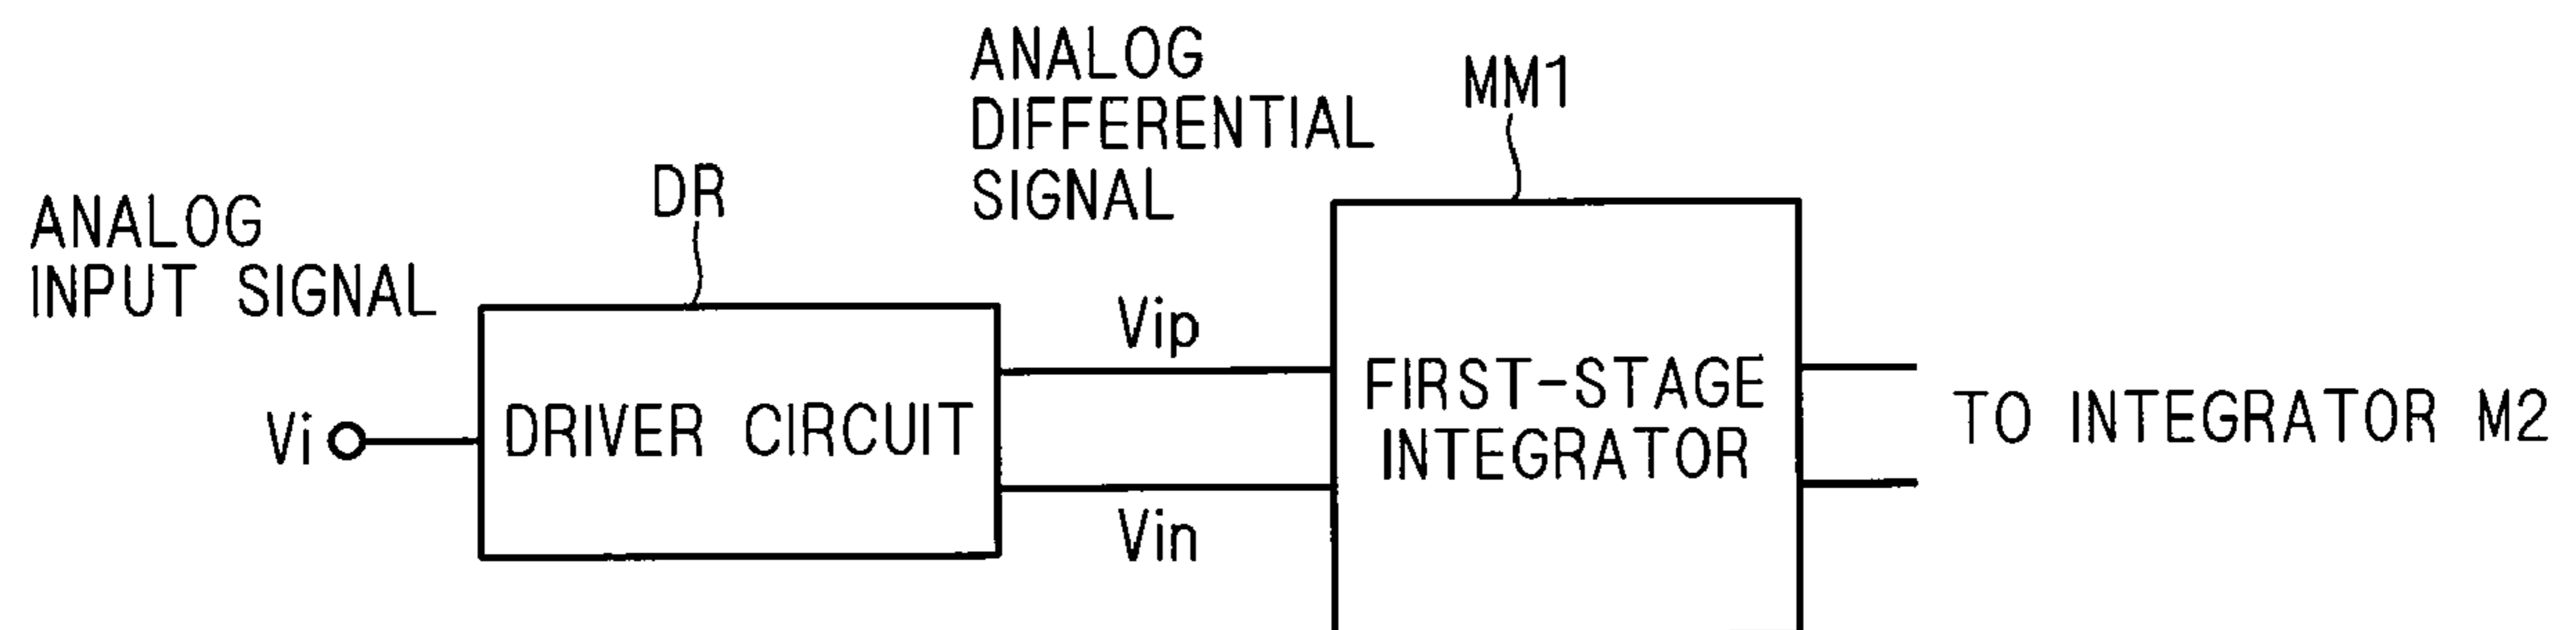 ANALOG
INPUT SIGNAL
DR
ANALOG
DIFFERENTIAL
SIGNAL
MM1
Vi
DRIVER CIRCUIT
Vip
Vin
FIRST-STAGE
INTEGRATOR
TO INTEGRATOR M2